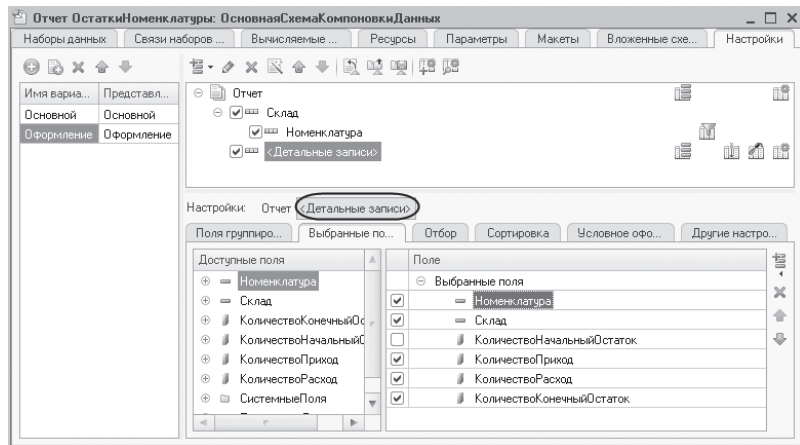 Отчет ОстаткиНоменклатуры: ОсновнаяСхемаКомпоновкиДанных
Наборы данных Связи наборов ... Вычисляемые ... Ресурсы Параметры Макеты Вложенные схе... Настройки
Имя вариа... Представл...
Основной Основной
Оформление Оформление
Отчет
Склад
Номенклатура
<Детальные записи>
Настройки: Отчет <Детальные записи>
Поля группиро... Выбранные по... Отбор Сортировка Условное офо... Другие настро...
Доступные поля
Номенклатура
Склад
КоличествоКонечныйОс
КоличествоНачальныйО
КоличествоПриход
КоличествоРасход
СистемныеПоля
Поле
Выбранные поля
Номенклатура
Склад
КоличествоНачальныйОстаток
КоличествоПриход
КоличествоРасход
КоличествоКонечныйОстаток